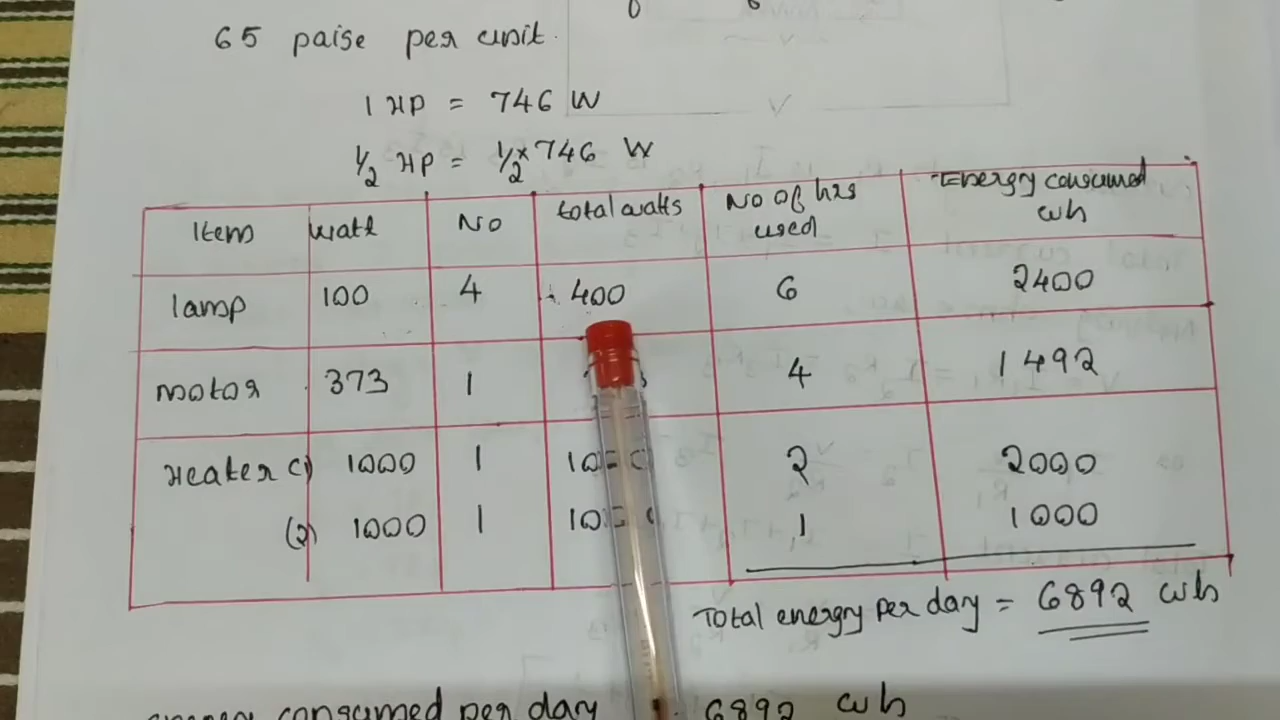 65 paise per unit.
1 HP = 746 W
1/2 HP = 1/2 × 746 W
Item watt No total watts No of hrs used Energy consumed wh
lamp 100 4 400 6 2400
motor 373 1 4 1492
Heater (1) 1000 1 2 2000
(2) 1000 1 1 1000
Total energy per day = 6892 wh
energy consumed per day 6892 wh